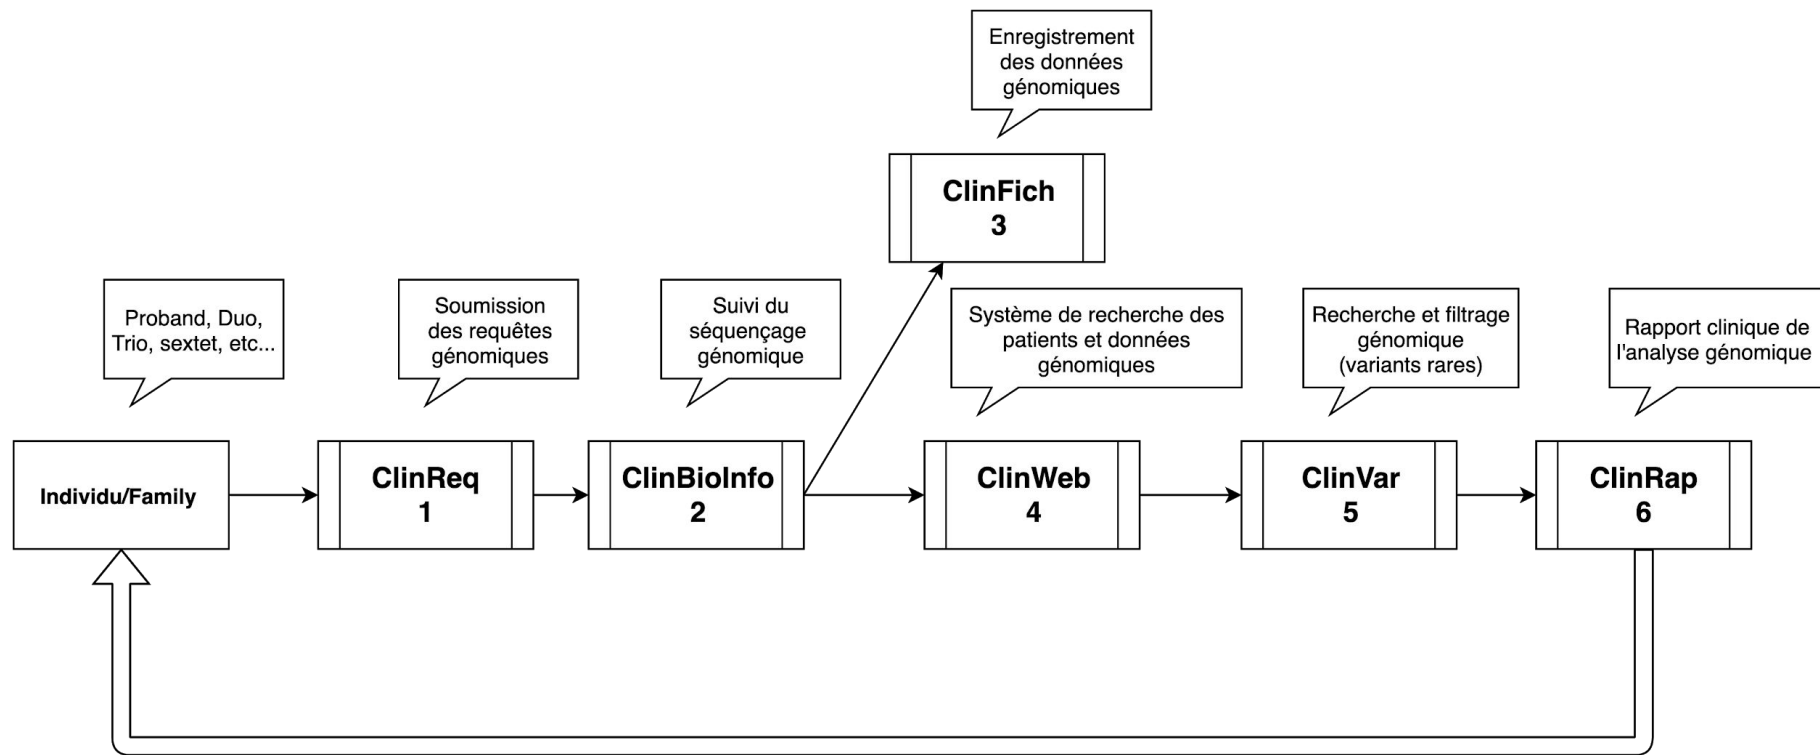 Enregistrement
des données
génomiques
ClinFich
3
Proband, Duo,
Trio, sextet, etc...
Soumission
des requêtes
génomiques
Suivi du
séquençage
génomique
Système de recherche des
patients et données
génomiques
Recherche et filtrage
génomique
(variants rares)
Rapport clinique de
l'analyse génomique
Individu/Family
ClinReq
1
ClinBioInfo
2
ClinWeb
4
ClinVar
5
ClinRap
6